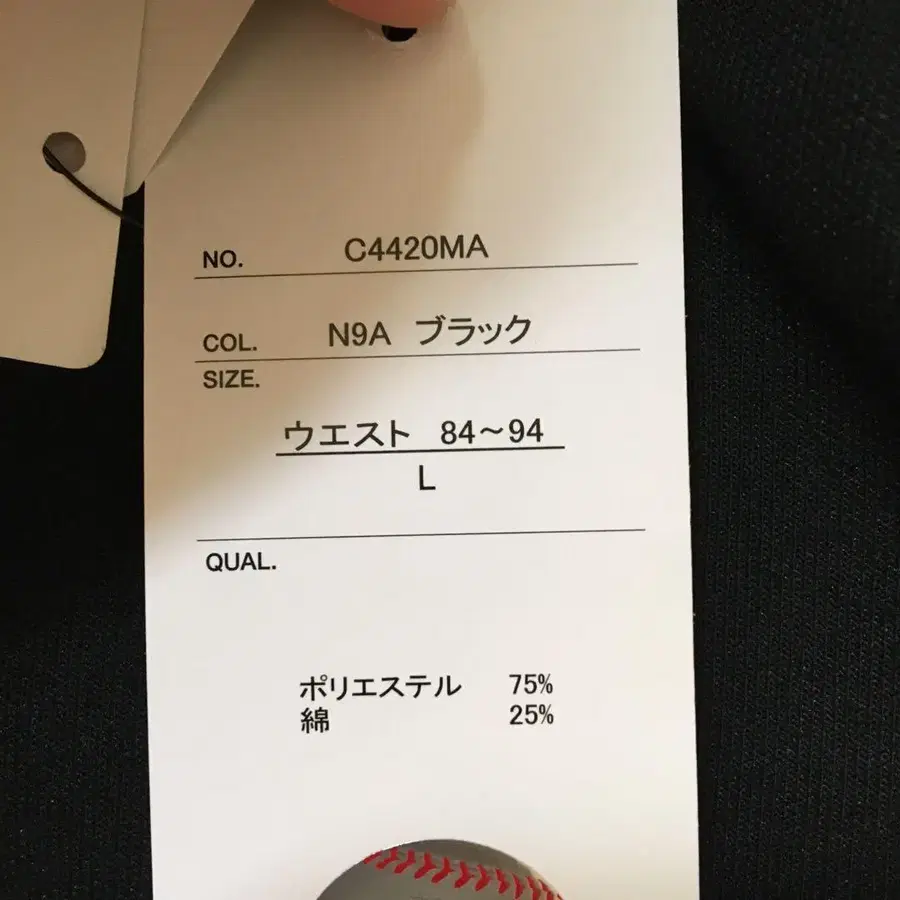 NO. C4420MA
COL. N9A ブラック
SIZE.
ウエスト 84～94
L
QUAL.
ポリエステル 75%
綿 25%